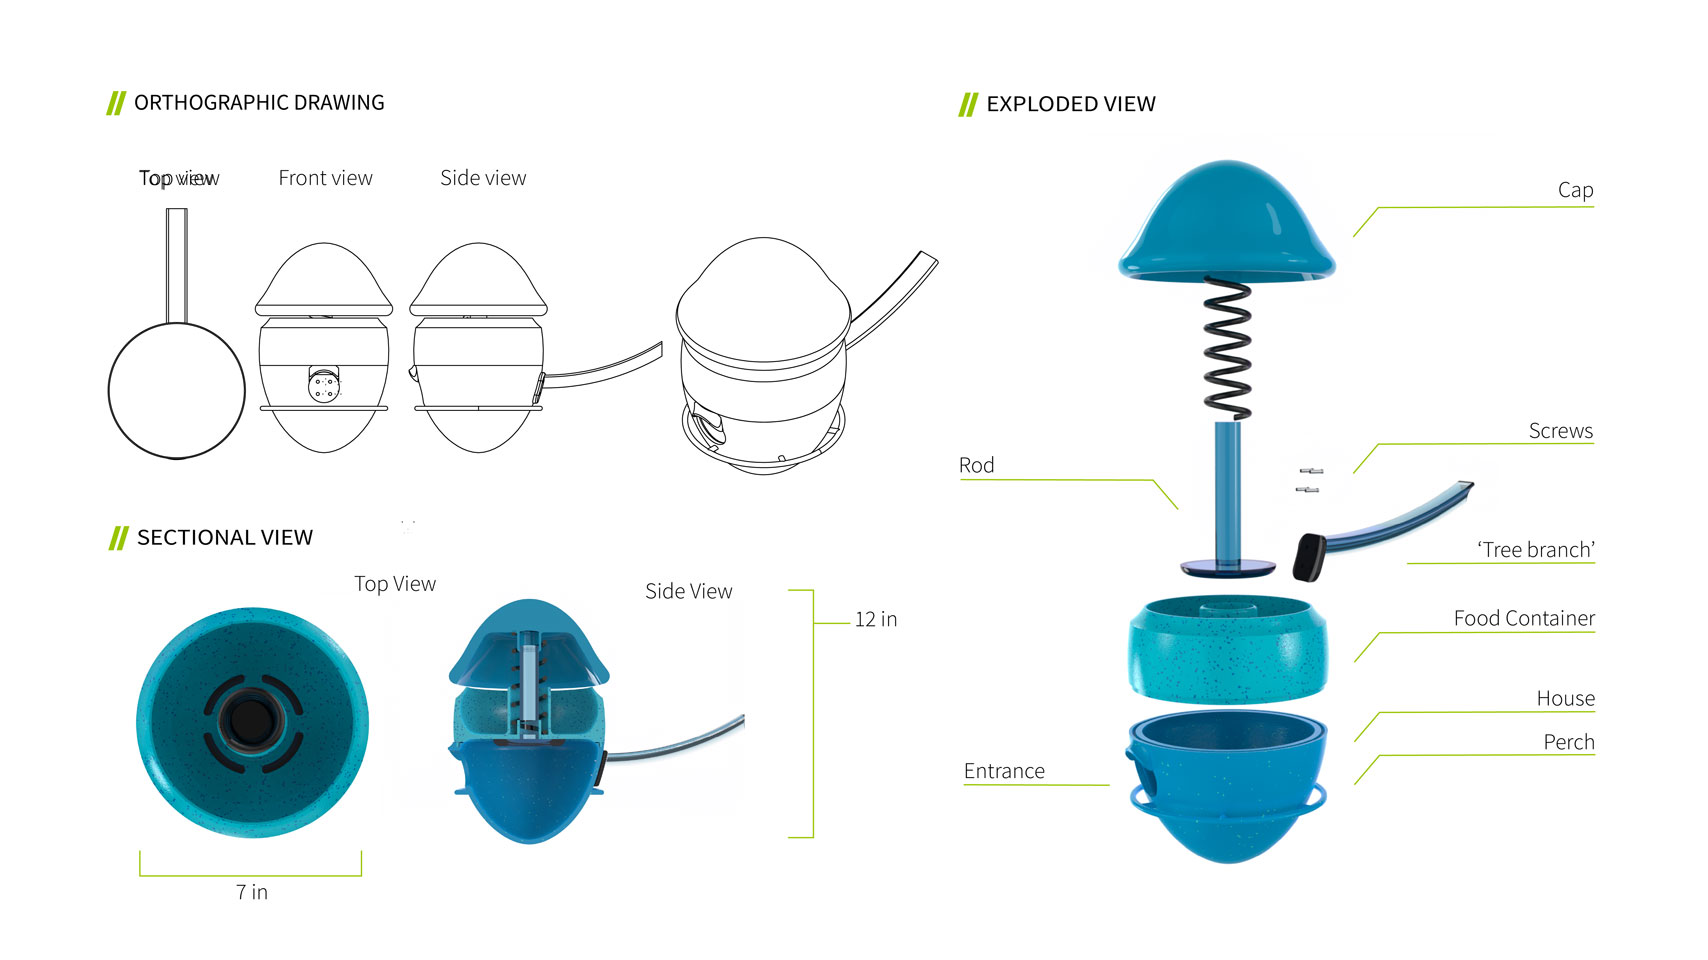 ORTHOGRAPHIC DRAWING
Top view
Front view
Side view
SECTIONAL VIEW
Top View
Side View
12 in
7 in
EXPLODED VIEW
Cap
Screws
Rod
‘Tree branch’
Food Container
House
Perch
Entrance